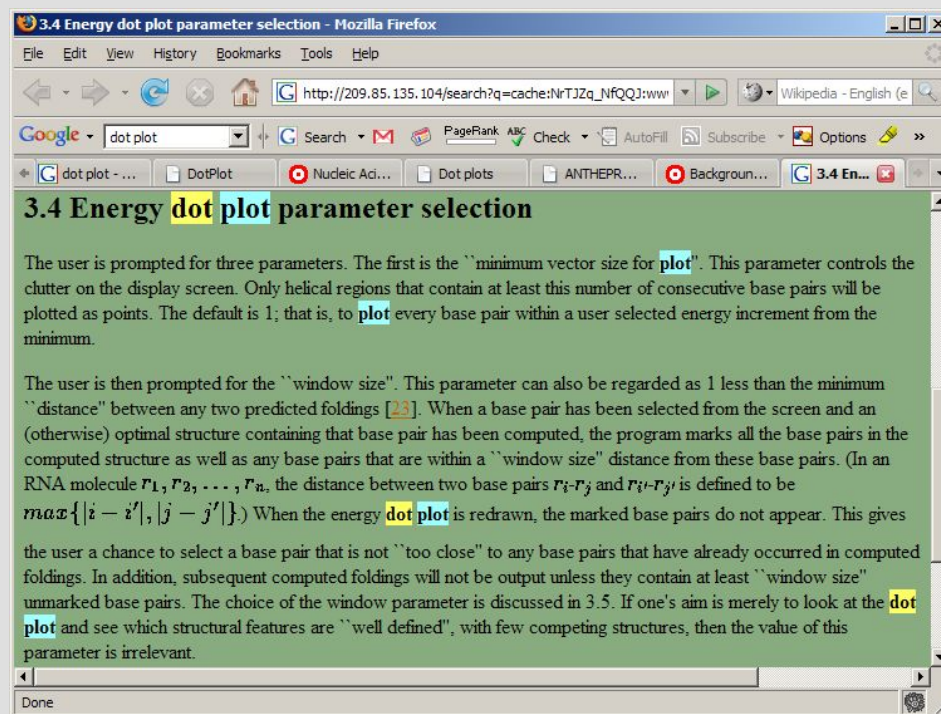 3.4 Energy dot plot parameter selection - Mozilla Firefox
File Edit View History Bookmarks Tools Help
http://209.85.135.104/search?q=cache:NrTJZq_NfQQJ:www Wikipedia - English (e
Google dot plot Search PageRank ABC Check AutoFill Subscribe Options »
dot plot - ... DotPlot Nucleic Aci... Dot plots ANTHEPR... Backgroun... 3.4 En...
3.4 Energy dot plot parameter selection
The user is prompted for three parameters. The first is the ``minimum vector size for plot''. This parameter controls the
clutter on the display screen. Only helical regions that contain at least this number of consecutive base pairs will be
plotted as points. The default is 1; that is, to plot every base pair within a user selected energy increment from the
minimum.
The user is then prompted for the ``window size''. This parameter can also be regarded as 1 less than the minimum
``distance'' between any two predicted foldings [23]. When a base pair has been selected from the screen and an
(otherwise) optimal structure containing that base pair has been computed, the program marks all the base pairs in the
computed structure as well as any base pairs that are within a ``window size'' distance from these base pairs. (In an
RNA molecule r₁, r₂, . . . , rₙ, the distance between two base pairs rᵢ-rⱼ and rᵢ′-rⱼ′ is defined to be
max{|i − i′|, |j − j′|}.) When the energy dot plot is redrawn, the marked base pairs do not appear. This gives
the user a chance to select a base pair that is not ``too close'' to any base pairs that have already occurred in computed
foldings. In addition, subsequent computed foldings will not be output unless they contain at least ``window size''
unmarked base pairs. The choice of the window parameter is discussed in 3.5. If one's aim is merely to look at the dot
plot and see which structural features are ``well defined'', with few competing structures, then the value of this
parameter is irrelevant.
Done